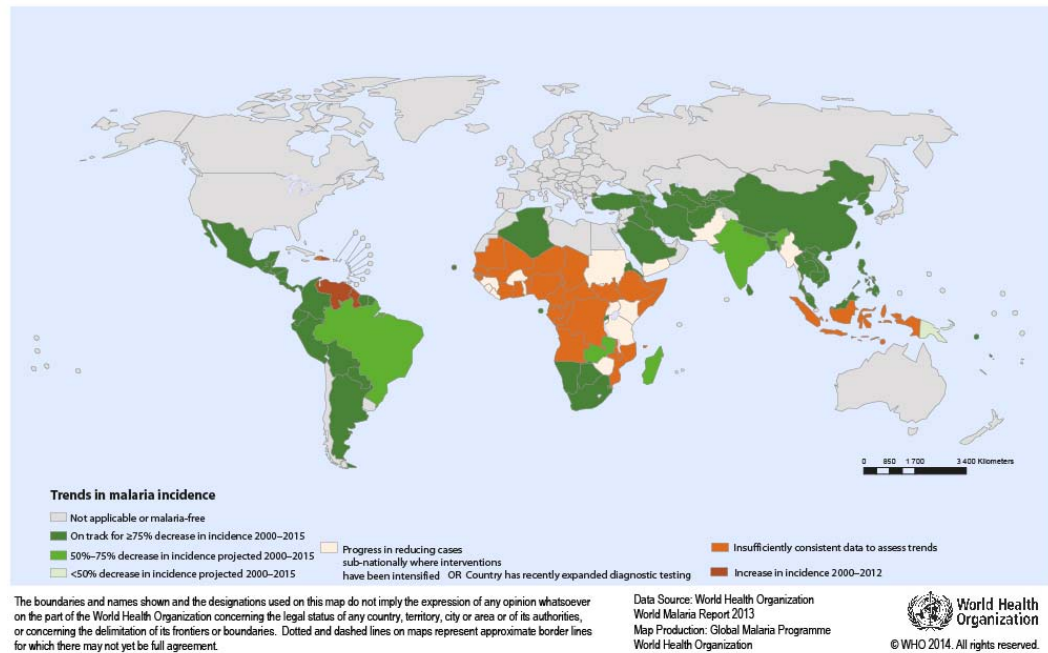 0 850 1 700 3 400 Kilometers
Trends in malaria incidence
Not applicable or malaria-free
On track for ≥75% decrease in incidence 2000–2015
50%–75% decrease in incidence projected 2000–2015
<50% decrease in incidence projected 2000–2015
Progress in reducing cases
sub-nationally where interventions
have been intensified OR Country has recently expanded diagnostic testing
Insufficiently consistent data to assess trends
Increase in incidence 2000–2012
The boundaries and names shown and the designations used on this map do not imply the expression of any opinion whatsoever
on the part of the World Health Organization concerning the legal status of any country, territory, city or area or of its authorities,
or concerning the delimitation of its frontiers or boundaries. Dotted and dashed lines on maps represent approximate border lines
for which there may not yet be full agreement.
Data Source: World Health Organization
World Malaria Report 2013
Map Production: Global Malaria Programme
World Health Organization
World Health
Organization
© WHO 2014. All rights reserved.